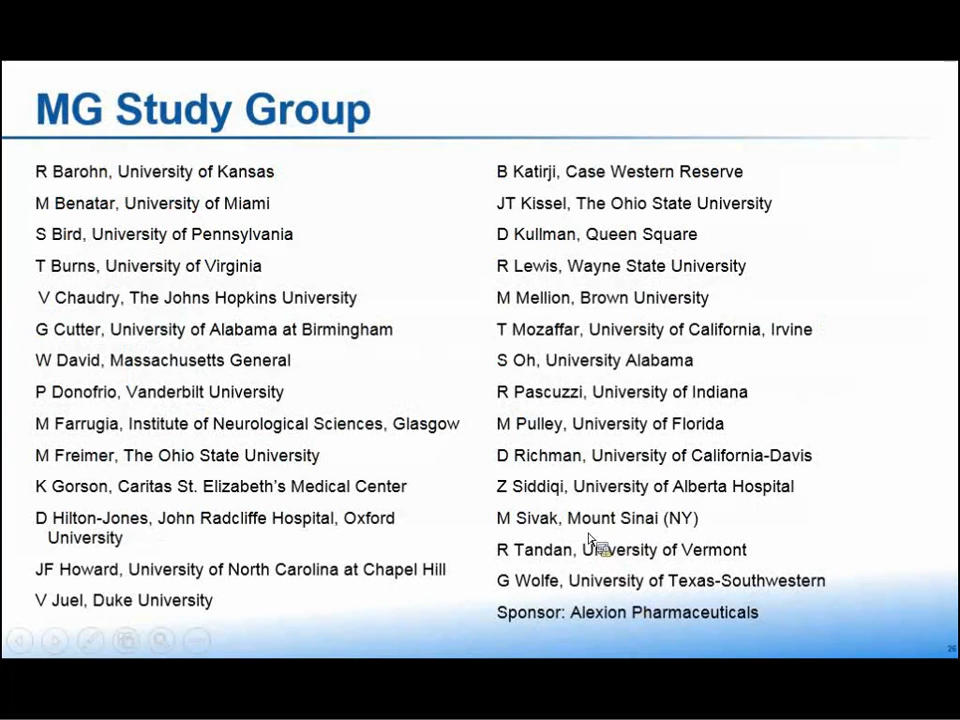 MG Study Group
R Barohn, University of Kansas
M Benatar, University of Miami
S Bird, University of Pennsylvania
T Burns, University of Virginia
V Chaudry, The Johns Hopkins University
G Cutter, University of Alabama at Birmingham
W David, Massachusetts General
P Donofrio, Vanderbilt University
M Farrugia, Institute of Neurological Sciences, Glasgow
M Freimer, The Ohio State University
K Gorson, Caritas St. Elizabeth's Medical Center
D Hilton-Jones, John Radcliffe Hospital, Oxford
University
JF Howard, University of North Carolina at Chapel Hill
V Juel, Duke University
B Katirji, Case Western Reserve
JT Kissel, The Ohio State University
D Kullman, Queen Square
R Lewis, Wayne State University
M Mellion, Brown University
T Mozaffar, University of California, Irvine
S Oh, University Alabama
R Pascuzzi, University of Indiana
M Pulley, University of Florida
D Richman, University of California-Davis
Z Siddiqi, University of Alberta Hospital
M Sivak, Mount Sinai (NY)
R Tandan, University of Vermont
G Wolfe, University of Texas-Southwestern
Sponsor: Alexion Pharmaceuticals
26